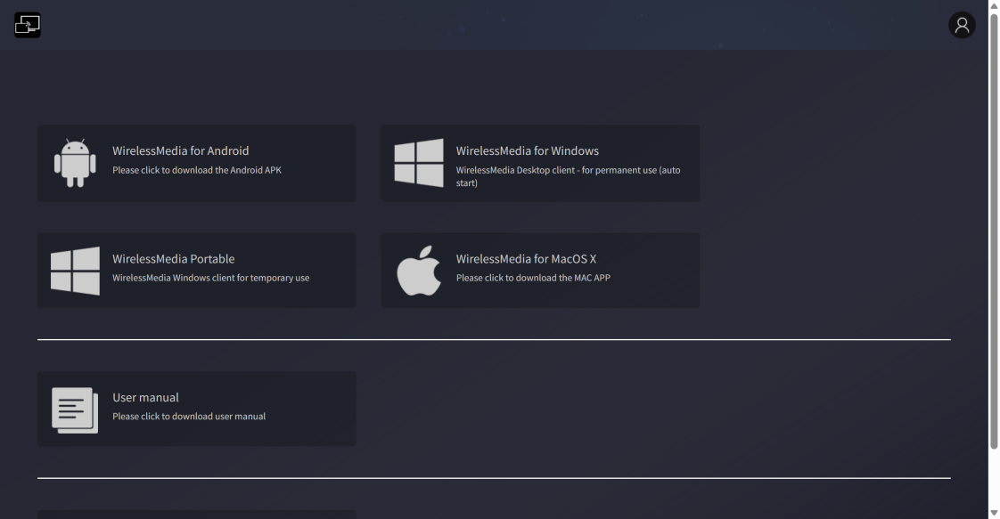 WirelessMedia for Android
Please click to download the Android APK
WirelessMedia for Windows
WirelessMedia Desktop client - for permanent use (auto
start)
WirelessMedia Portable
WirelessMedia Windows client for temporary use
WirelessMedia for MacOS X
Please click to download the MAC APP
User manual
Please click to download user manual